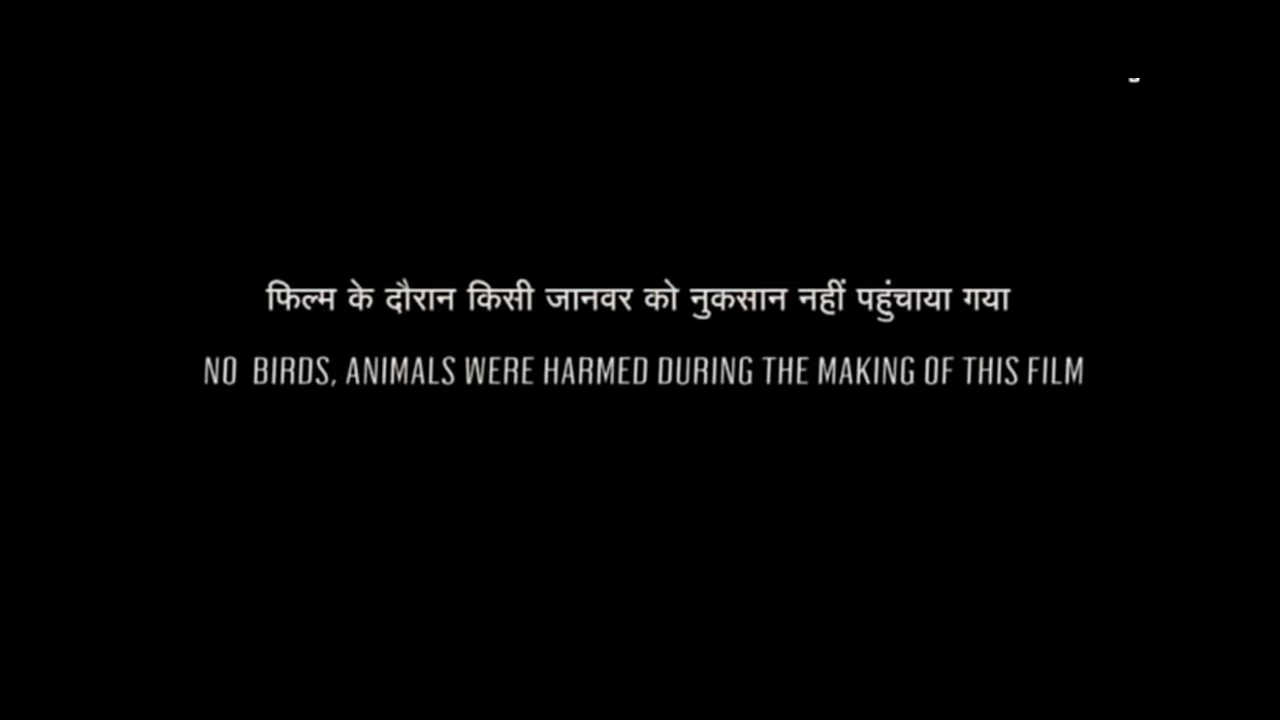 फिल्म के दौरान किसी जानवर को नुकसान नहीं पहुंचाया गया
NO BIRDS, ANIMALS WERE HARMED DURING THE MAKING OF THIS FILM